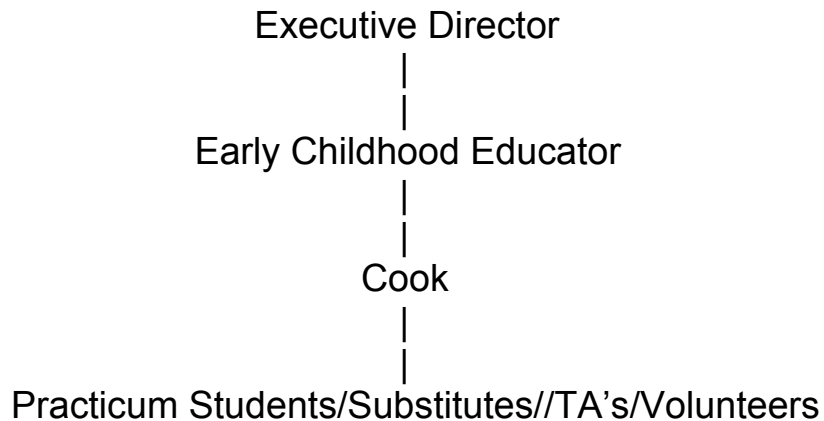 Executive Director
|
|
Early Childhood Educator
|
|
Cook
|
|
Practicum Students/Substitutes//TA’s/Volunteers